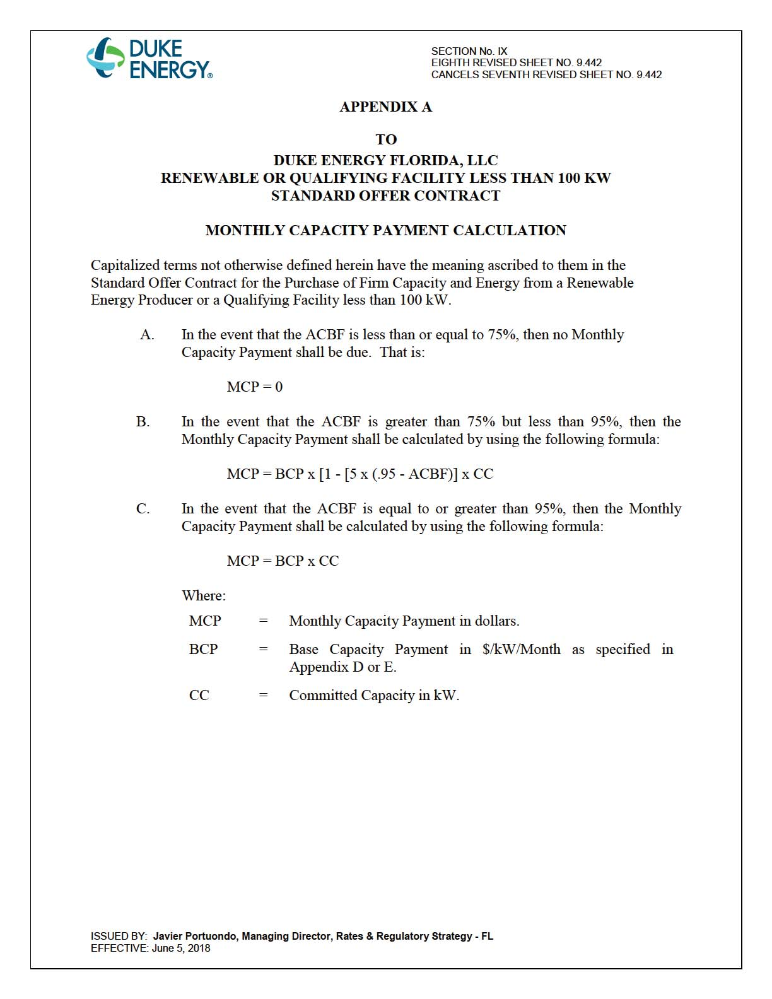 DUKE
ENERGY®
SECTION No. IX
EIGHTH REVISED SHEET NO. 9.442
CANCELS SEVENTH REVISED SHEET NO. 9.442
APPENDIX A
TO
DUKE ENERGY FLORIDA, LLC
RENEWABLE OR QUALIFYING FACILITY LESS THAN 100 KW
STANDARD OFFER CONTRACT
MONTHLY CAPACITY PAYMENT CALCULATION
Capitalized terms not otherwise defined herein have the meaning ascribed to them in the
Standard Offer Contract for the Purchase of Firm Capacity and Energy from a Renewable
Energy Producer or a Qualifying Facility less than 100 kW.
A. In the event that the ACBF is less than or equal to 75%, then no Monthly
Capacity Payment shall be due. That is:
MCP = 0
B. In the event that the ACBF is greater than 75% but less than 95%, then the
Monthly Capacity Payment shall be calculated by using the following formula:
MCP = BCP x [1 - [5 x (.95 - ACBF)] x CC
C. In the event that the ACBF is equal to or greater than 95%, then the Monthly
Capacity Payment shall be calculated by using the following formula:
MCP = BCP x CC
Where:
MCP = Monthly Capacity Payment in dollars.
BCP = Base Capacity Payment in $/kW/Month as specified in
Appendix D or E.
CC = Committed Capacity in kW.
ISSUED BY: Javier Portuondo, Managing Director, Rates & Regulatory Strategy - FL
EFFECTIVE: June 5, 2018